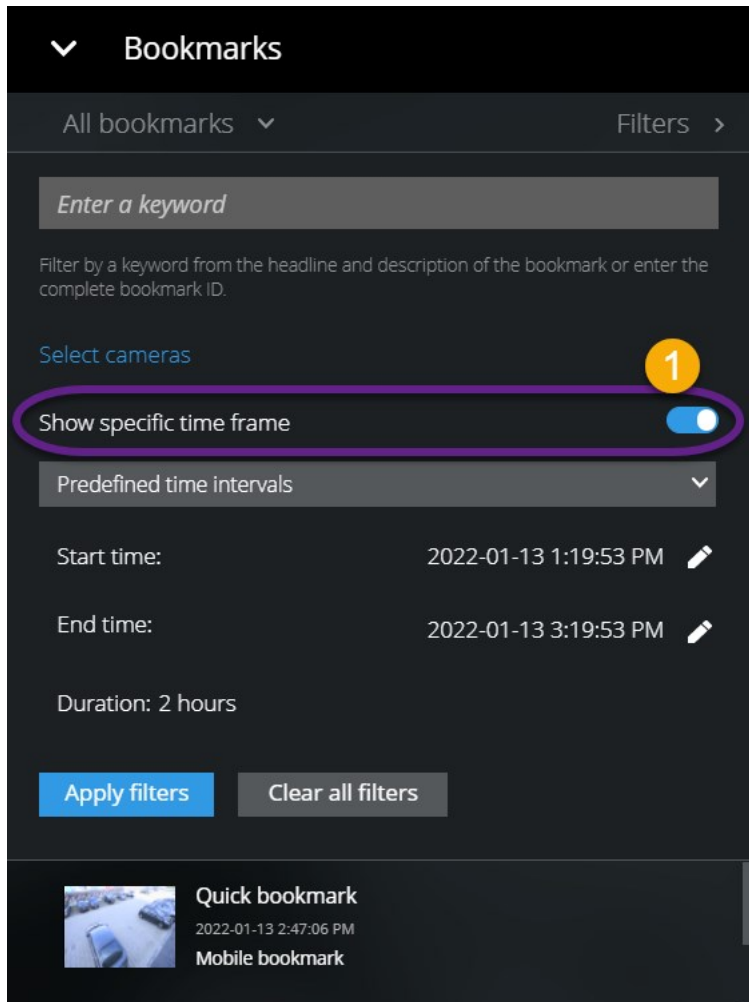 Bookmarks
All bookmarks Filters
Enter a keyword
Filter by a keyword from the headline and description of the bookmark or enter the
complete bookmark ID.
Select cameras
1
Show specific time frame
Predefined time intervals
Start time: 2022-01-13 1:19:53 PM
End time: 2022-01-13 3:19:53 PM
Duration: 2 hours
Apply filters Clear all filters
Quick bookmark
2022-01-13 2:47:06 PM
Mobile bookmark